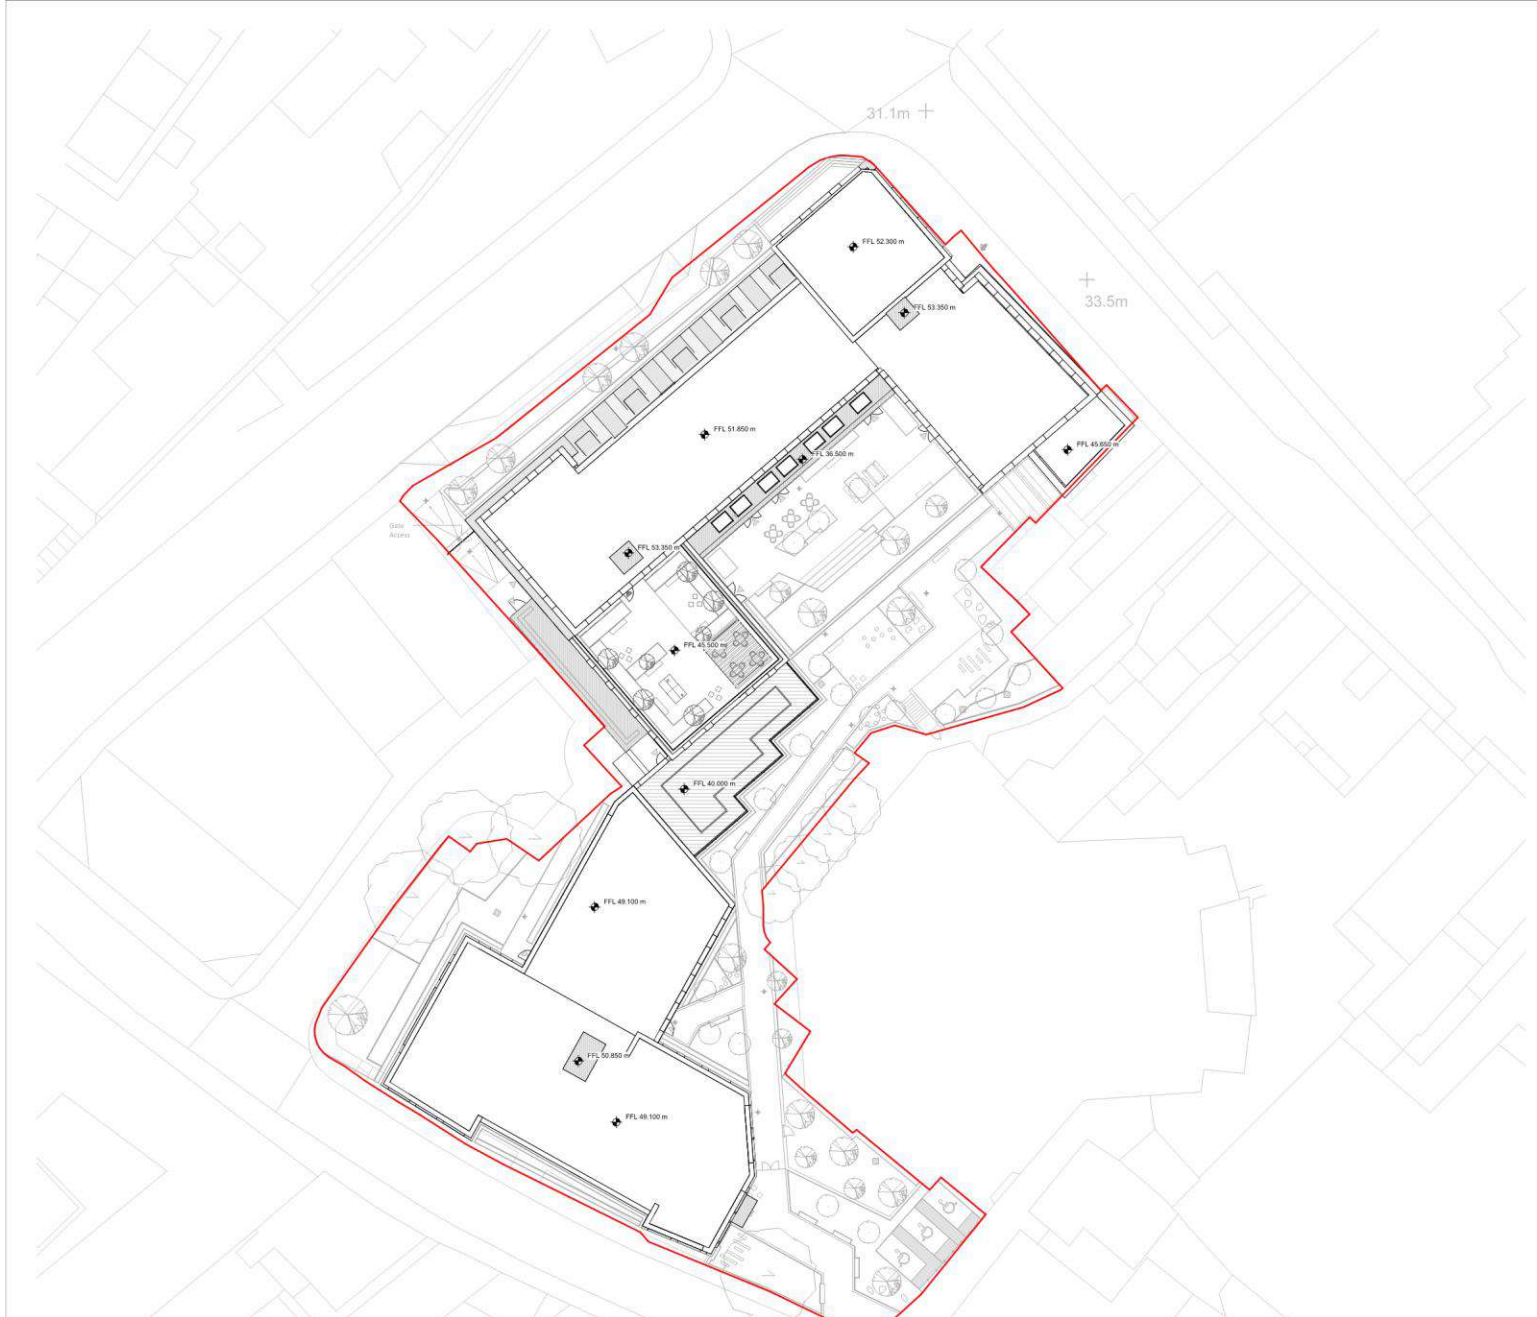 31.1m
FFL 52.300 m
33.5m
FFL 53.350 m
FFL 51.850 m
FFL 45.650 m
FFL 36.500 m
Gate
Access
FFL 53.350 m
FFL 45.500 m
FFL 40.000 m
FFL 49.100 m
FFL 50.850 m
FFL 49.100 m